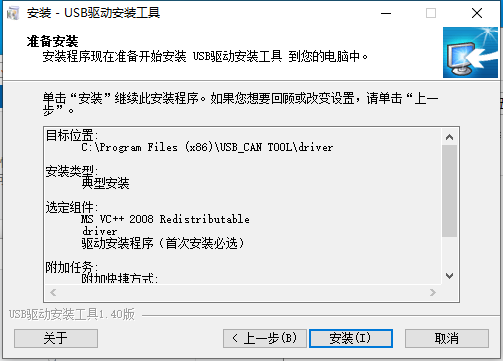 安装 - USB驱动安装工具
准备安装
安装程序现在准备开始安装 USB驱动安装工具 到您的电脑中。
单击“安装”继续此安装程序。如果您想要回顾或改变设置，请单击“上一
步”。
目标位置:
C:\Program Files (x86)\USB_CAN TOOL\driver
安装类型:
典型安装
选定组件:
MS VC++ 2008 Redistributable
driver
驱动安装程序（首次安装必选）
附加任务:
附加快捷方式:
USB驱动安装工具1.40版
关于
< 上一步(B)
安装(I)
取消